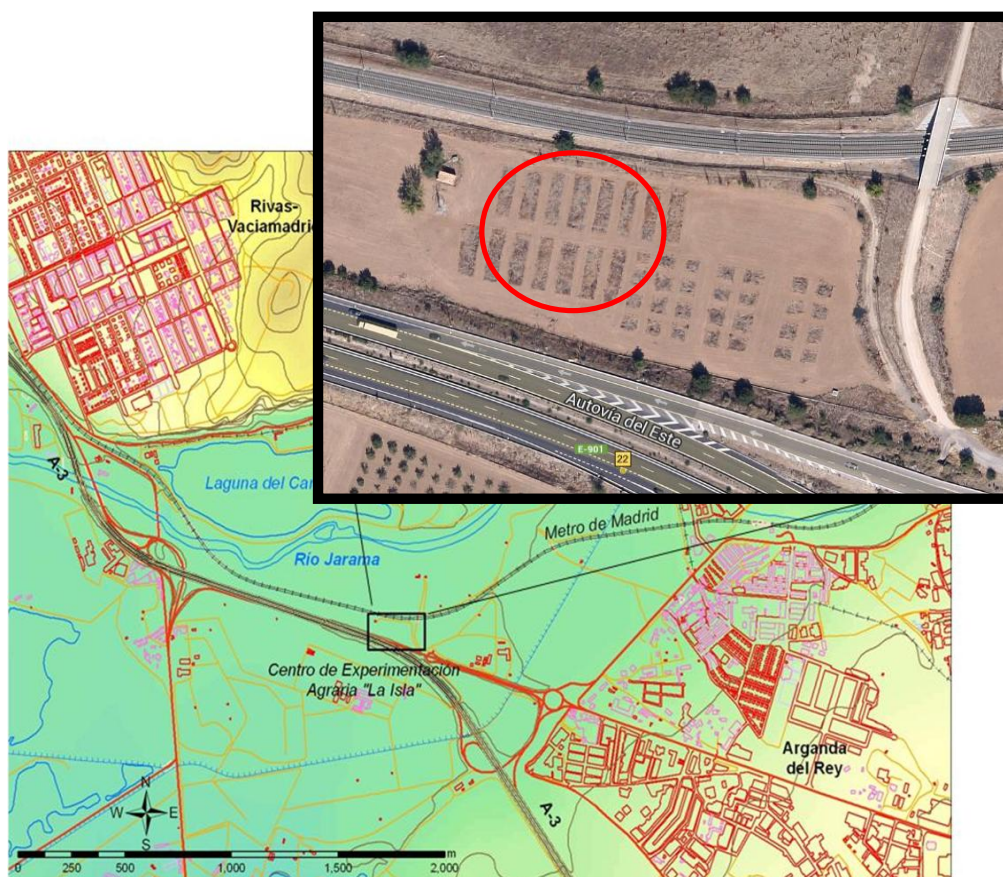 Autovía del Este
E-901
22
Rivas-
Vaciamadri
A-3
Laguna del Ca
Río Jarama
Metro de Madrid
Centro de Experimentación
Agraria "La Isla"
Arganda
del Rey
A-3
N
W E
S
0 250 500 1,000 1,500 2,000 m